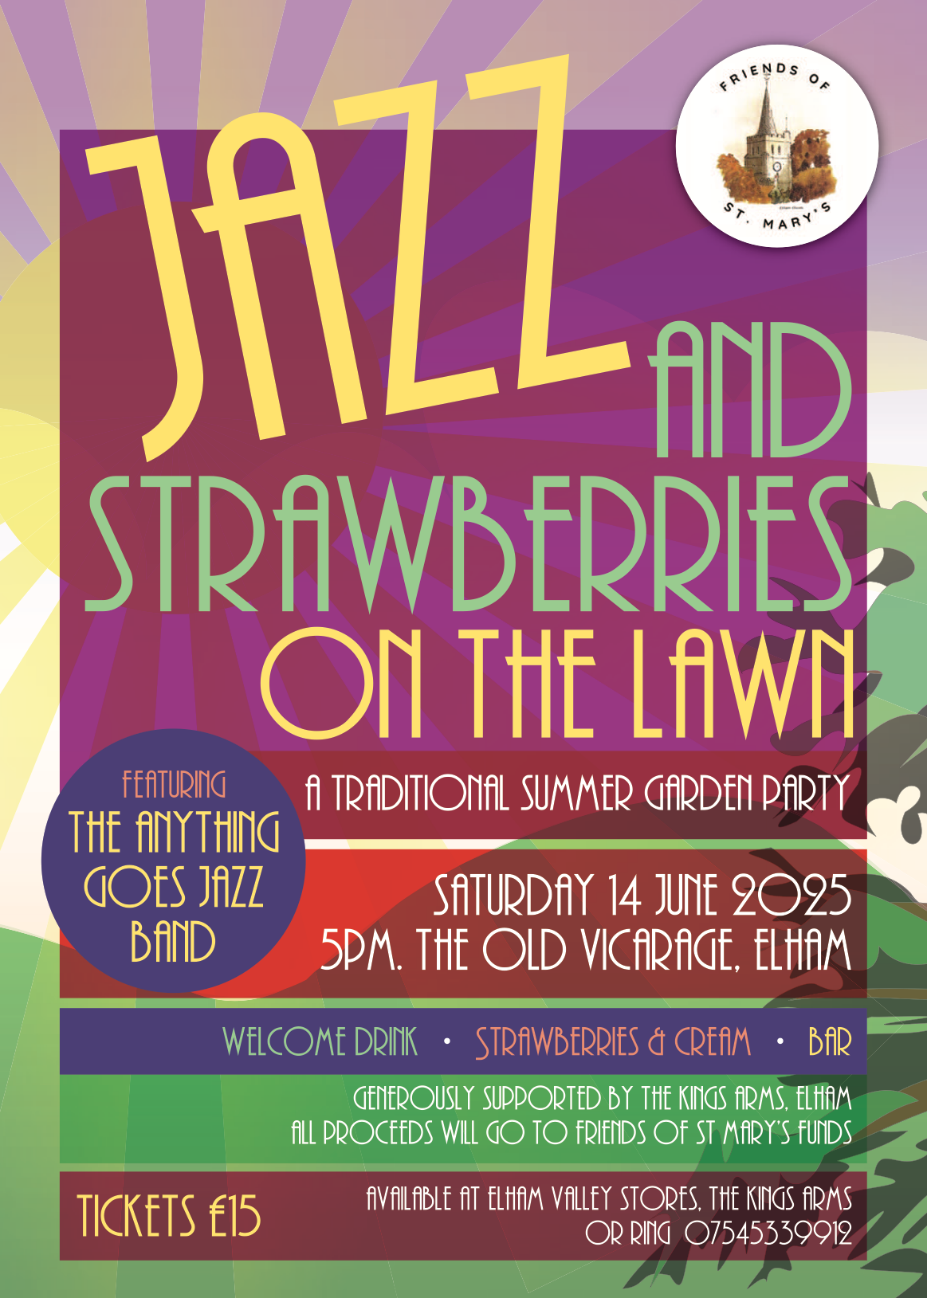 FRIENDS OF
ST. MARY'S
JAZZ
AND
STRAWBERRIES
ON THE LAWN
FEATURING
THE ANYTHING
GOES JAZZ
BAND
A TRADITIONAL SUMMER GARDEN PARTY
SATURDAY 14 JUNE 2025
5PM. THE OLD VICARAGE, ELHAM
WELCOME DRINK • STRAWBERRIES & CREAM • BAR
GENEROUSLY SUPPORTED BY THE KINGS ARMS, ELHAM
ALL PROCEEDS WILL GO TO FRIENDS OF ST MARY'S FUNDS
TICKETS £15
AVAILABLE AT ELHAM VALLEY STORES, THE KINGS ARMS
OR RING 07545339912